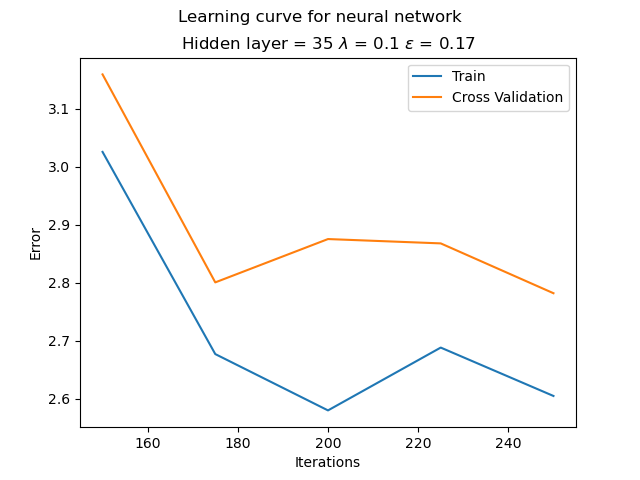 Learning curve for neural network
Hidden layer = 35 λ = 0.1 ε = 0.17
Train
Cross Validation
3.1
3.0
2.9
2.8
2.7
2.6
Error
160 180 200 220 240
Iterations